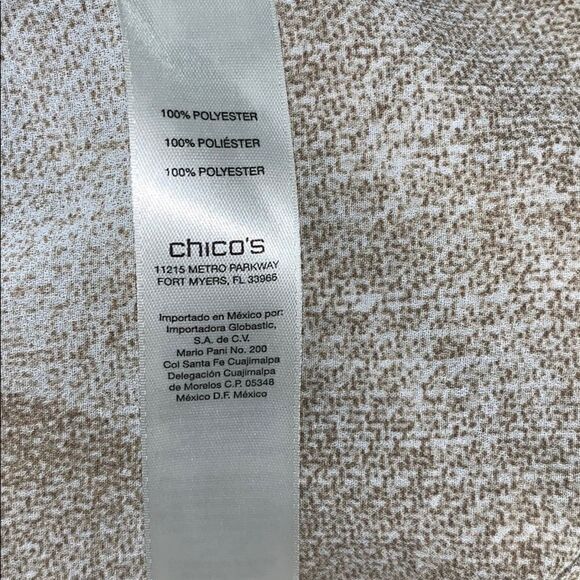 100% POLYESTER
100% POLIÉSTER
100% POLYESTER
chico's
11215 METRO PARKWAY
FORT MYERS, FL 33966
Importado en México por:
Importadora Globastic,
S.A. de C.V.
Mario Pani No. 200
Col Santa Fe Cuajimalpa
Delegación Cuajimalpa
de Morelos C.P. 05348
México D.F. México